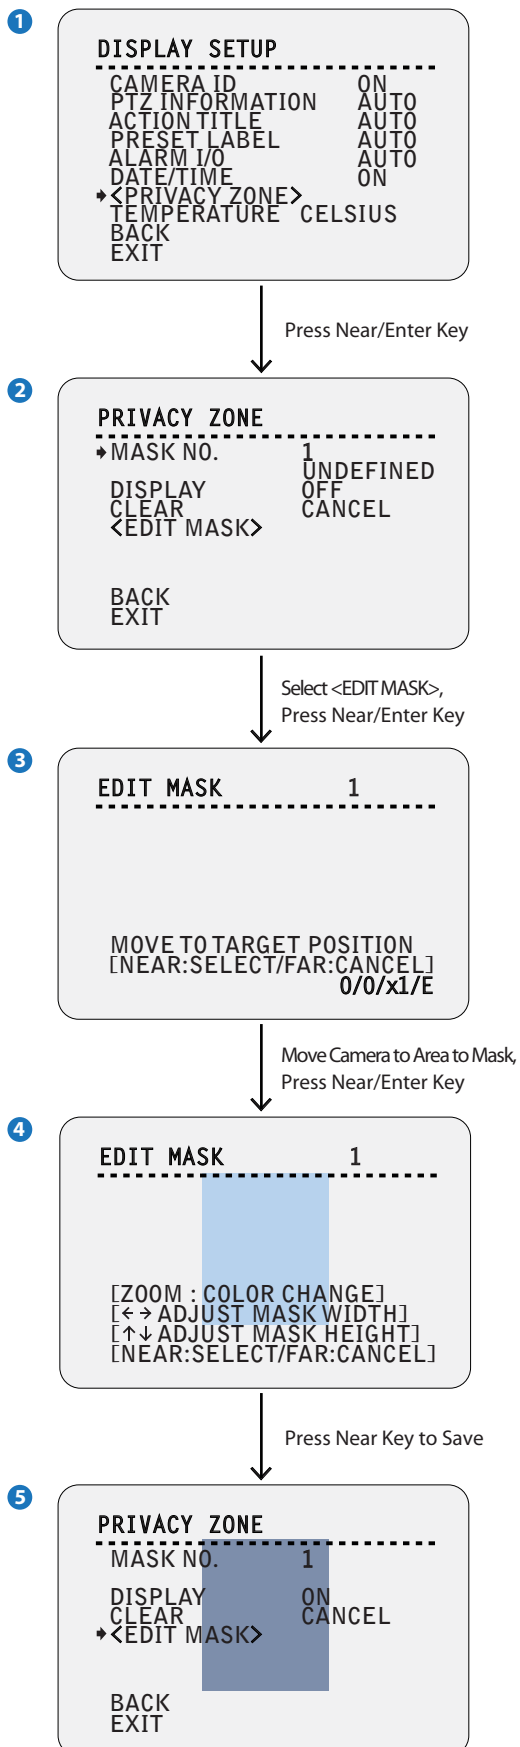 1
DISPLAY SETUP
CAMERA ID ON
PTZ INFORMATION AUTO
ACTION TITLE AUTO
PRESET LABEL AUTO
ALARM I/O AUTO
DATE/TIME ON
<PRIVACY ZONE>
TEMPERATURE CELSIUS
BACK
EXIT
Press Near/Enter Key
2
PRIVACY ZONE
MASK NO. 1
UNDEFINED
DISPLAY OFF
CLEAR CANCEL
<EDIT MASK>
BACK
EXIT
Select <EDIT MASK>,
Press Near/Enter Key
3
EDIT MASK 1
MOVE TO TARGET POSITION
[NEAR:SELECT/FAR:CANCEL]
0/0/x1/E
Move Camera to Area to Mask,
Press Near/Enter Key
4
EDIT MASK 1
[ZOOM : COLOR CHANGE]
[←→ ADJUST MASK WIDTH]
[↑↓ ADJUST MASK HEIGHT]
[NEAR:SELECT/FAR:CANCEL]
Press Near Key to Save
5
PRIVACY ZONE
MASK NO. 1
DISPLAY ON
CLEAR CANCEL
<EDIT MASK>
BACK
EXIT